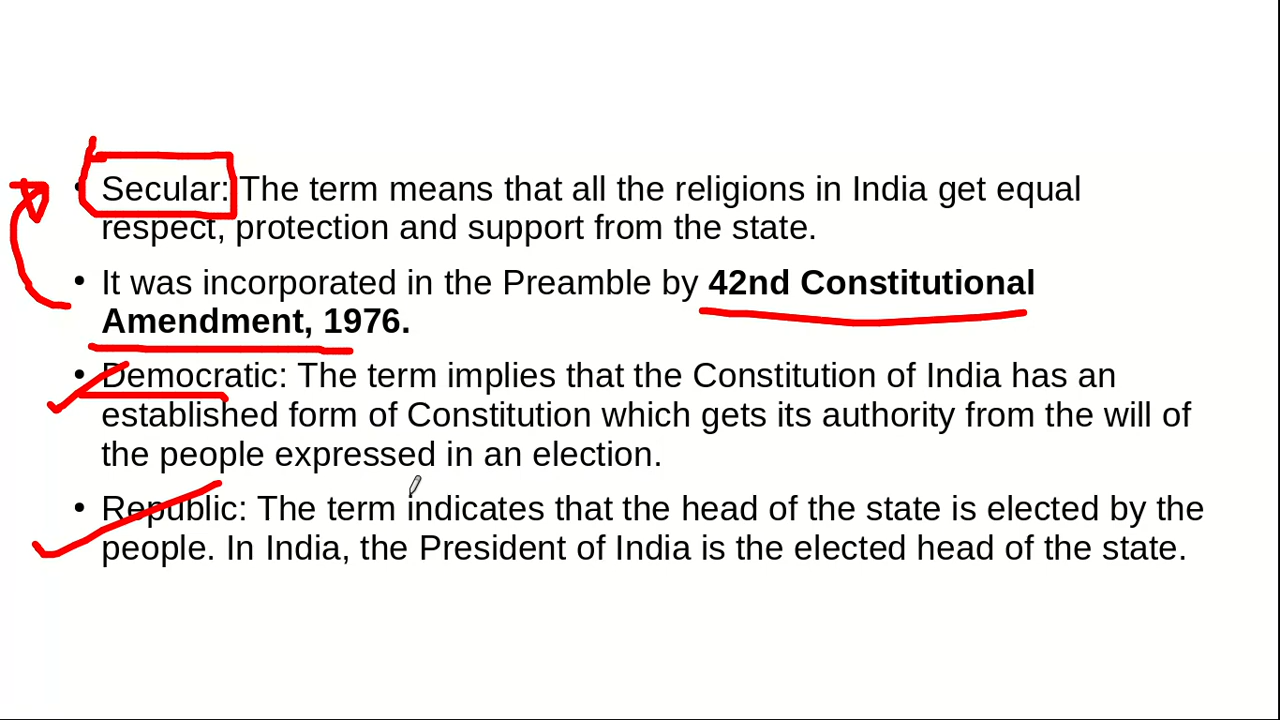 • Secular: The term means that all the religions in India get equal
respect, protection and support from the state.
• It was incorporated in the Preamble by 42nd Constitutional
Amendment, 1976.
• Democratic: The term implies that the Constitution of India has an
established form of Constitution which gets its authority from the will of
the people expressed in an election.
• Republic: The term indicates that the head of the state is elected by the
people. In India, the President of India is the elected head of the state.